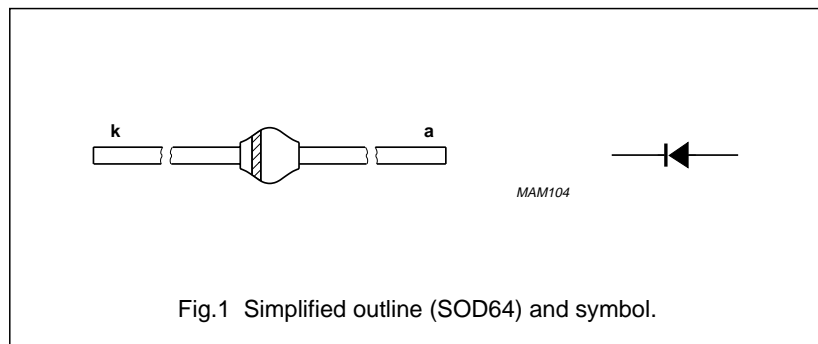 k
a
MAM104
Fig.1 Simplified outline (SOD64) and symbol.